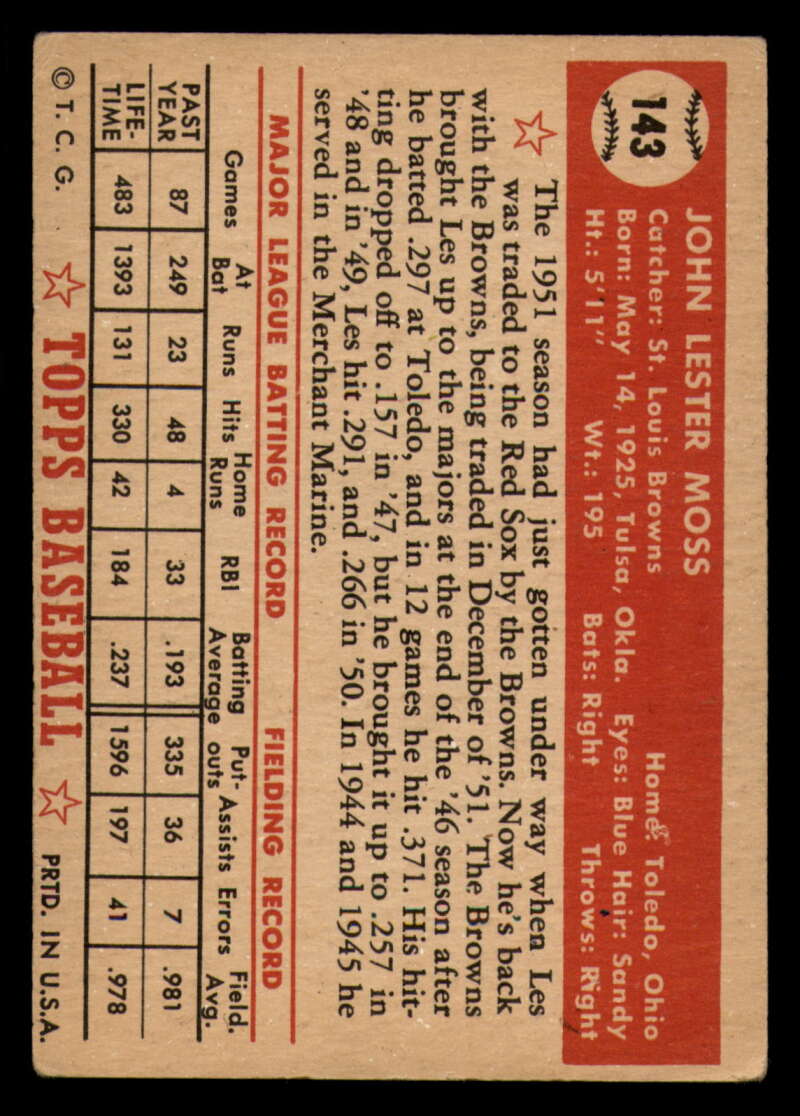 143
JOHN LESTER MOSS
Catcher: St. Louis Browns Home: Toledo, Ohio
Born: May 14, 1925, Tulsa, Okla. Eyes: Blue Hair: Sandy
Ht.: 5'11" Wt.: 195 Bats: Right Throws: Right
The 1951 season had just gotten under way when Les
was traded to the Red Sox by the Browns. Now he's back
with the Browns, being traded in December of '51. The Browns
brought Les up to the majors at the end of the '46 season after
he batted .297 at Toledo, and in 12 games he hit .371. His hit-
ting dropped off to .157 in '47, but he brought it up to .257 in
'48 and in '49, Les hit .291, and .266 in '50. In 1944 and 1945 he
served in the Merchant Marine.
MAJOR LEAGUE BATTING RECORD FIELDING RECORD
Games At Bat Runs Hits Home Runs RBI Batting Average Put-outs Assists Errors Field. Avg.
PAST YEAR 87 249 23 48 4 33 .193 335 36 7 .981
LIFE-TIME 483 1393 131 330 42 184 .237 1596 197 41 .978
© T. C. G. TOPPS BASEBALL PRTD. IN U.S.A.